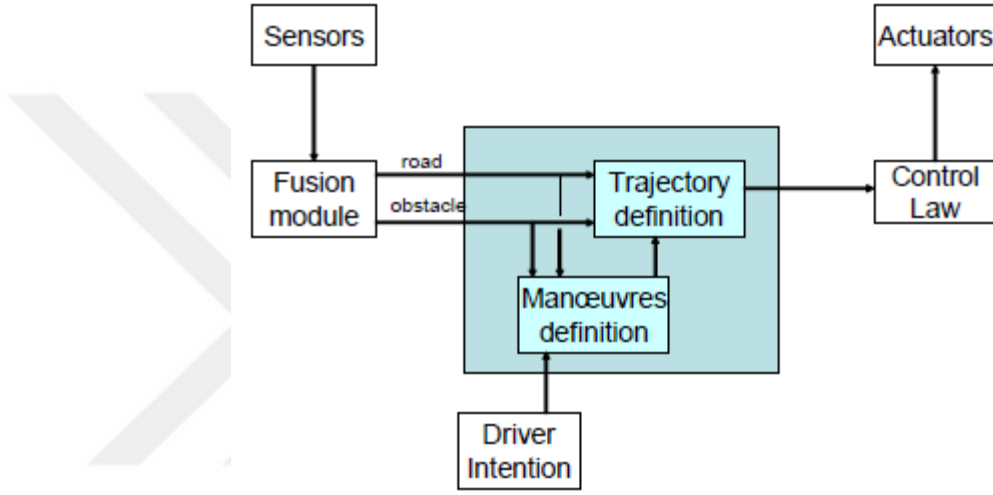 Sensors
Actuators
road
Fusion
module
obstacle
Trajectory
definition
Control
Law
Manœuvres
definition
Driver
Intention